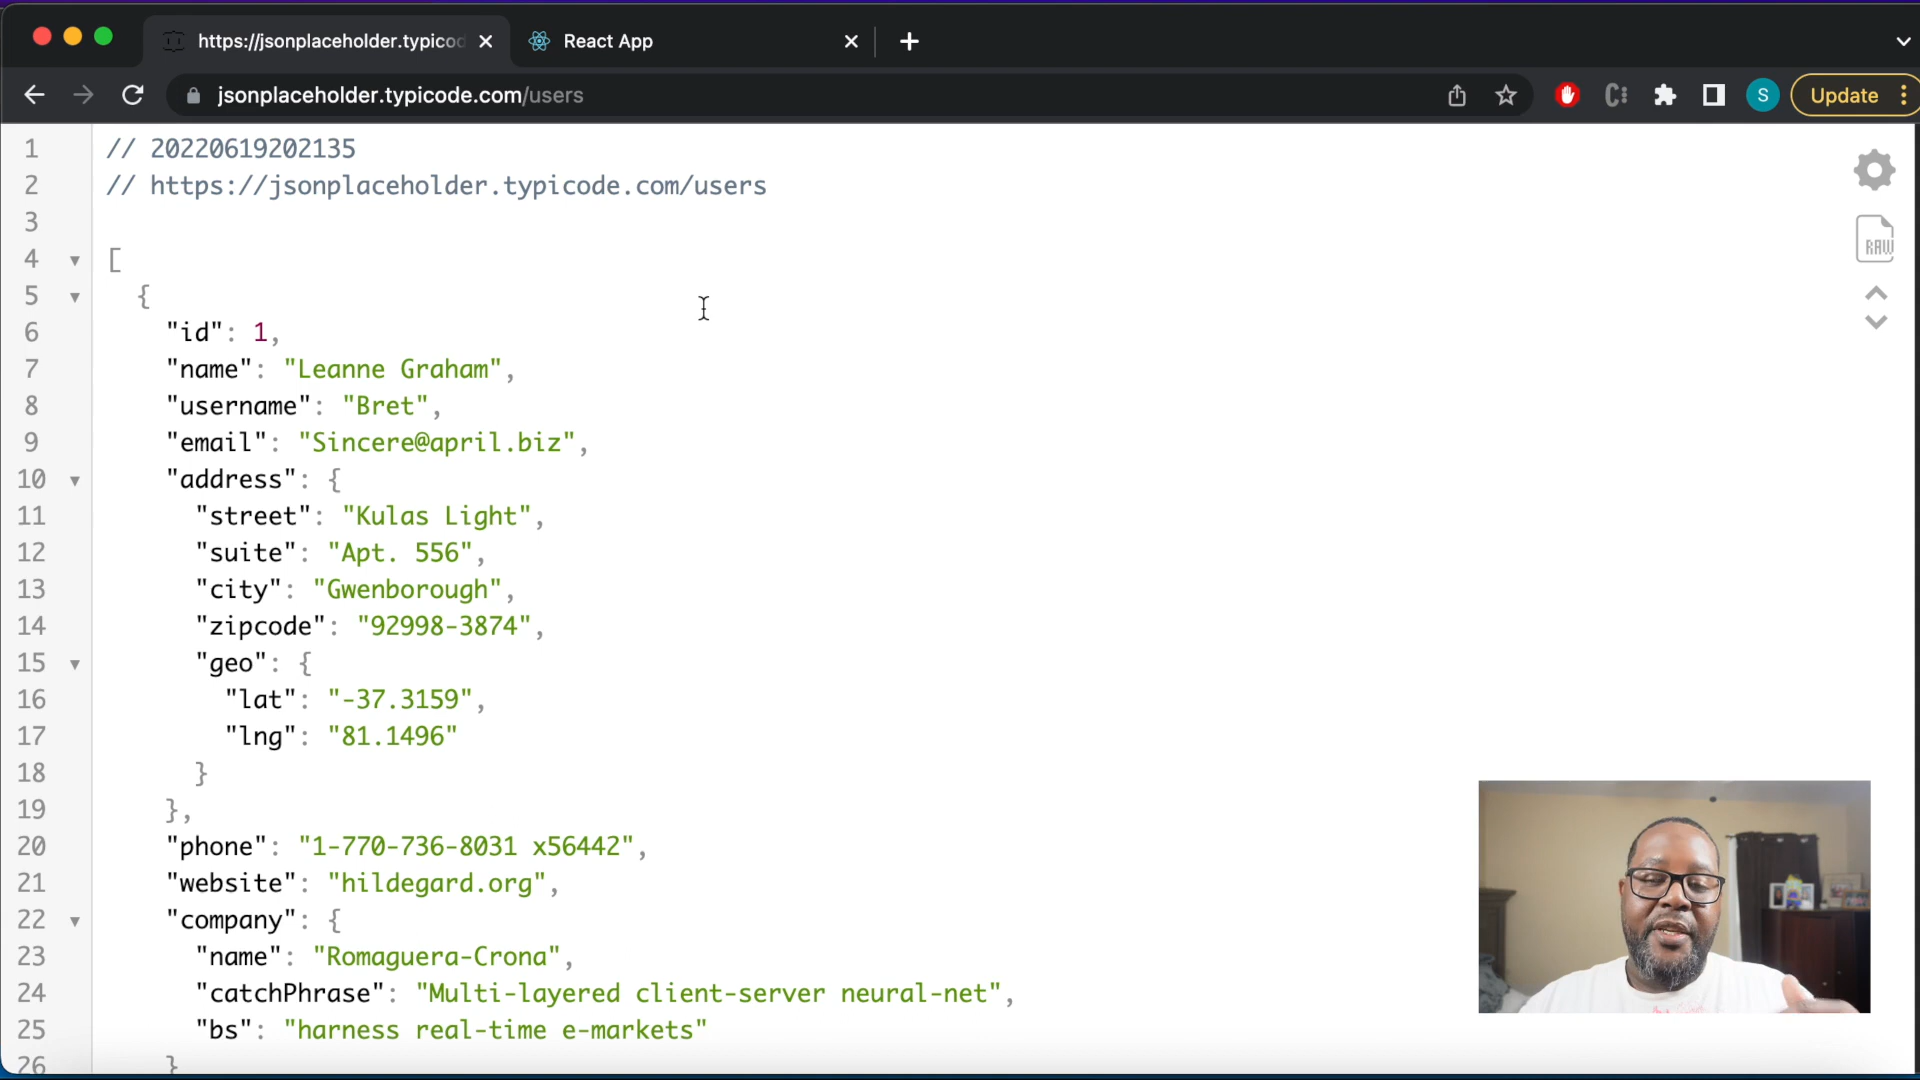 https://jsonplaceholder.typicod
React App
jsonplaceholder.typicode.com/users
S
Update
1 // 20220619202135
2 // https://jsonplaceholder.typicode.com/users
3
4 [
5 {
6 "id": 1,
7 "name": "Leanne Graham",
8 "username": "Bret",
9 "email": "Sincere@april.biz",
10 "address": {
11 "street": "Kulas Light",
12 "suite": "Apt. 556",
13 "city": "Gwenborough",
14 "zipcode": "92998-3874",
15 "geo": {
16 "lat": "-37.3159",
17 "lng": "81.1496"
18 }
19 },
20 "phone": "1-770-736-8031 x56442",
21 "website": "hildegard.org",
22 "company": {
23 "name": "Romaguera-Crona",
24 "catchPhrase": "Multi-layered client-server neural-net",
25 "bs": "harness real-time e-markets"
26 }
RAW